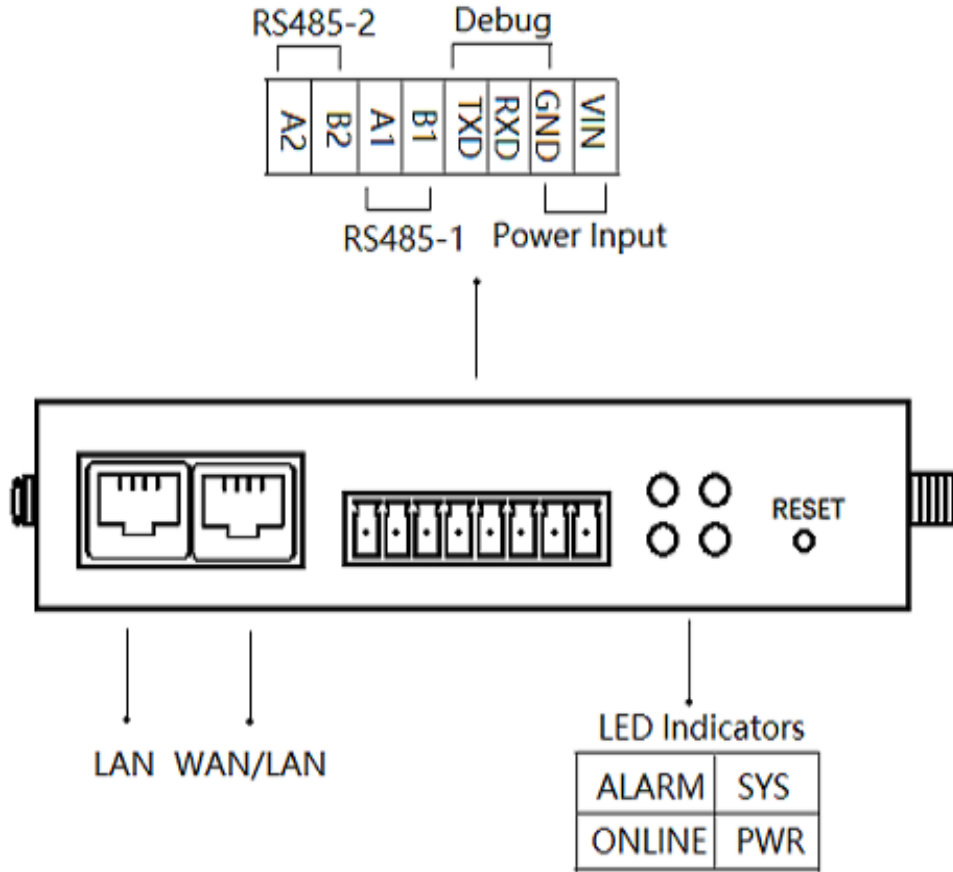 RS485-2 Debug
A2 B2 A1 B1 TXD RXD GND VIN
RS485-1 Power Input
RESET
LAN WAN/LAN
LED Indicators
ALARM SYS
ONLINE PWR